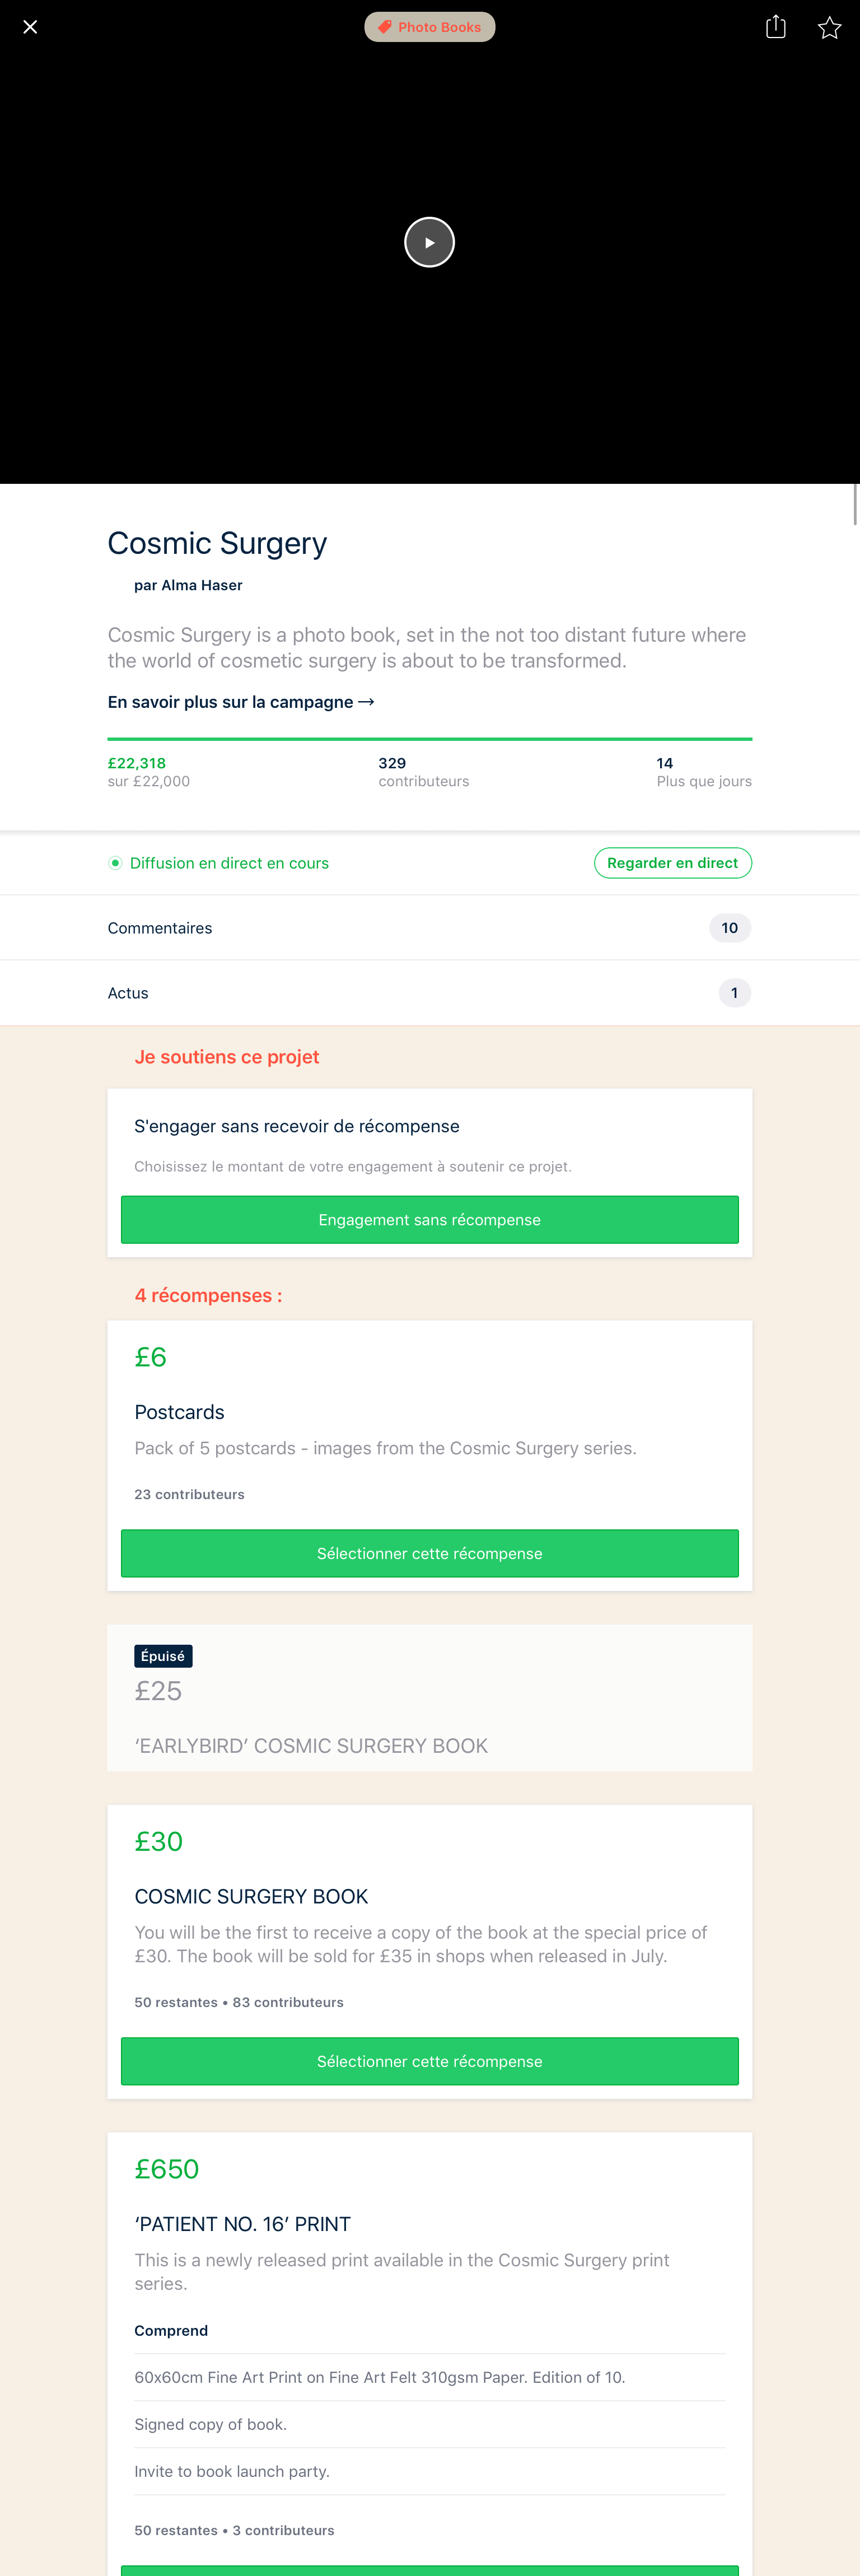 Photo Books
Cosmic Surgery
par Alma Haser
Cosmic Surgery is a photo book, set in the not too distant future where
the world of cosmetic surgery is about to be transformed.
En savoir plus sur la campagne →
£22,318
sur £22,000
329
contributeurs
14
Plus que jours
Diffusion en direct en cours
Regarder en direct
Commentaires
10
Actus
1
Je soutiens ce projet
S'engager sans recevoir de récompense
Choisissez le montant de votre engagement à soutenir ce projet.
Engagement sans récompense
4 récompenses :
£6
Postcards
Pack of 5 postcards - images from the Cosmic Surgery series.
23 contributeurs
Sélectionner cette récompense
Épuisé
£25
‘EARLYBIRD’ COSMIC SURGERY BOOK
£30
COSMIC SURGERY BOOK
You will be the first to receive a copy of the book at the special price of
£30. The book will be sold for £35 in shops when released in July.
50 restantes • 83 contributeurs
Sélectionner cette récompense
£650
‘PATIENT NO. 16’ PRINT
This is a newly released print available in the Cosmic Surgery print
series.
Comprend
60x60cm Fine Art Print on Fine Art Felt 310gsm Paper. Edition of 10.
Signed copy of book.
Invite to book launch party.
50 restantes • 3 contributeurs